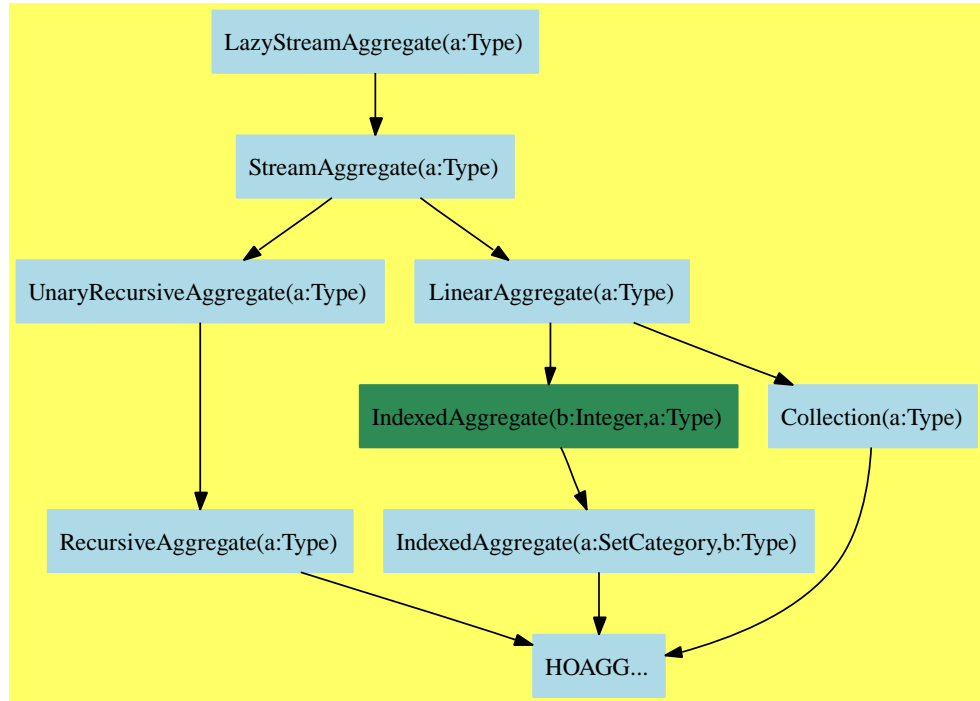 LazyStreamAggregate(a:Type)
StreamAggregate(a:Type)
UnaryRecursiveAggregate(a:Type)
LinearAggregate(a:Type)
IndexedAggregate(b:Integer,a:Type)
Collection(a:Type)
RecursiveAggregate(a:Type)
IndexedAggregate(a:SetCategory,b:Type)
HOAGG...